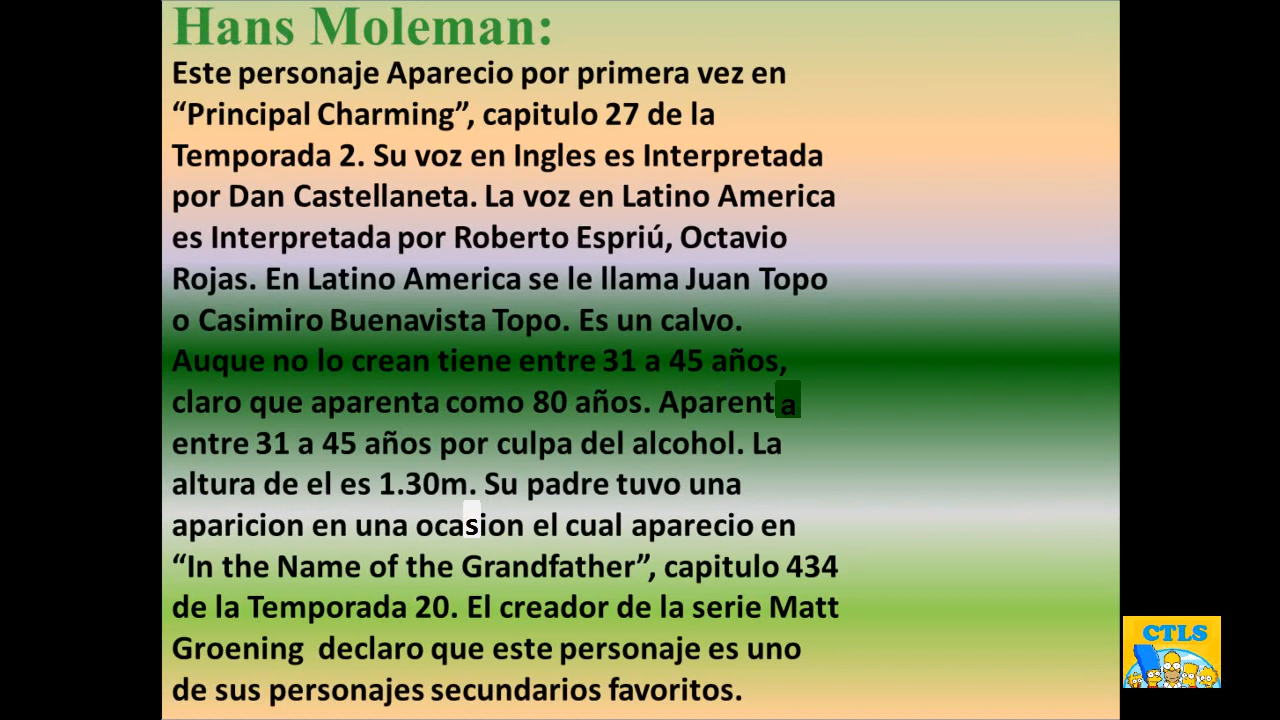 Hans Moleman:
Este personaje Aparecio por primera vez en
“Principal Charming”, capitulo 27 de la
Temporada 2. Su voz en Ingles es Interpretada
por Dan Castellaneta. La voz en Latino America
es Interpretada por Roberto Espriú, Octavio
Rojas. En Latino America se le llama Juan Topo
o Casimiro Buenavista Topo. Es un calvo.
Auque no lo crean tiene entre 31 a 45 años,
claro que aparenta como 80 años. Aparenta
entre 31 a 45 años por culpa del alcohol. La
altura de el es 1.30m. Su padre tuvo una
aparicion en una ocasion el cual aparecio en
“In the Name of the Grandfather”, capitulo 434
de la Temporada 20. El creador de la serie Matt
Groening  declaro que este personaje es uno
de sus personajes secundarios favoritos.
CTLS